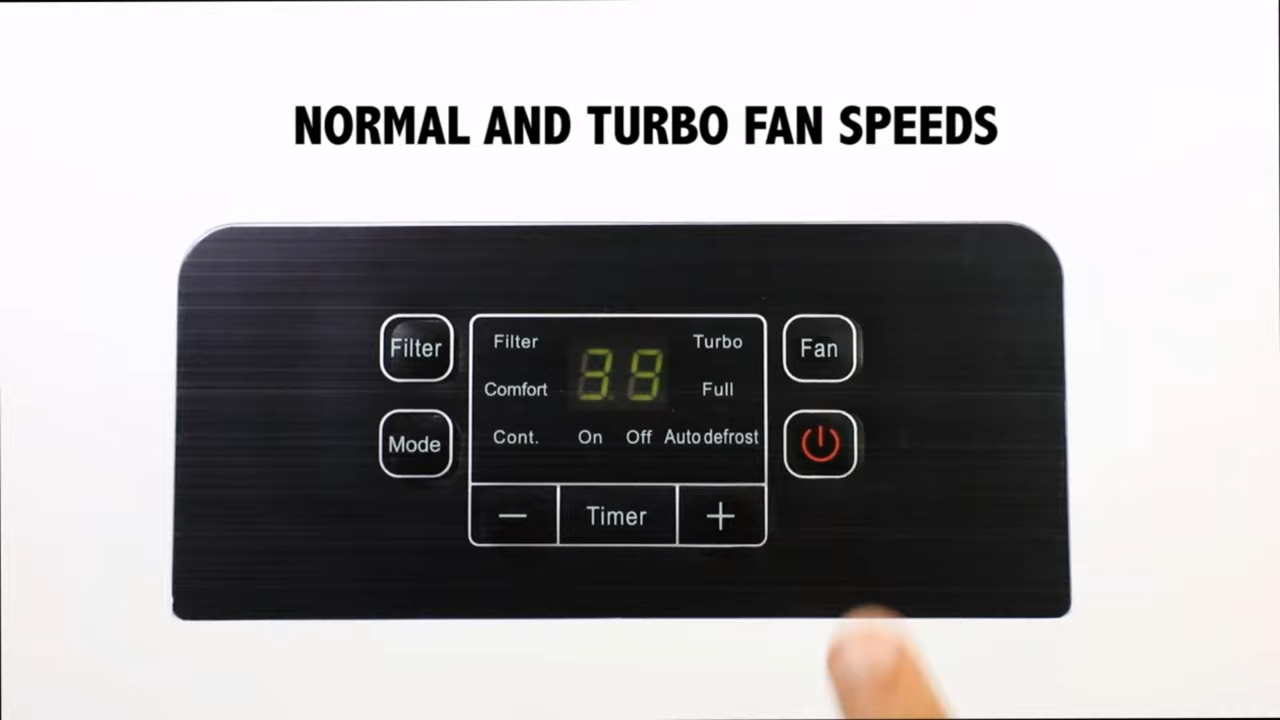 NORMAL AND TURBO FAN SPEEDS
Filter
Filter
Turbo
Fan
Comfort
Full
Mode
Cont.
On
Off
Auto defrost
−
Timer
+